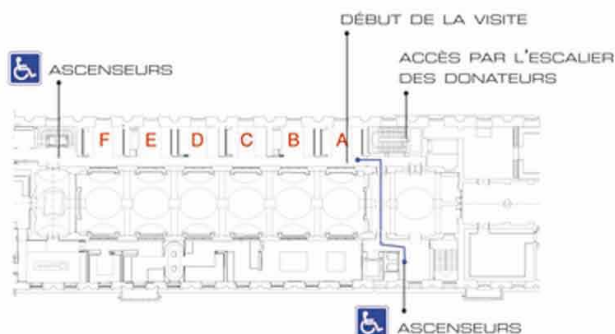 DÉBUT DE LA VISITE
ASCENSEURS
ACCÈS PAR L'ESCALIER
DES DONATEURS
F E D C B A
ASCENSEURS